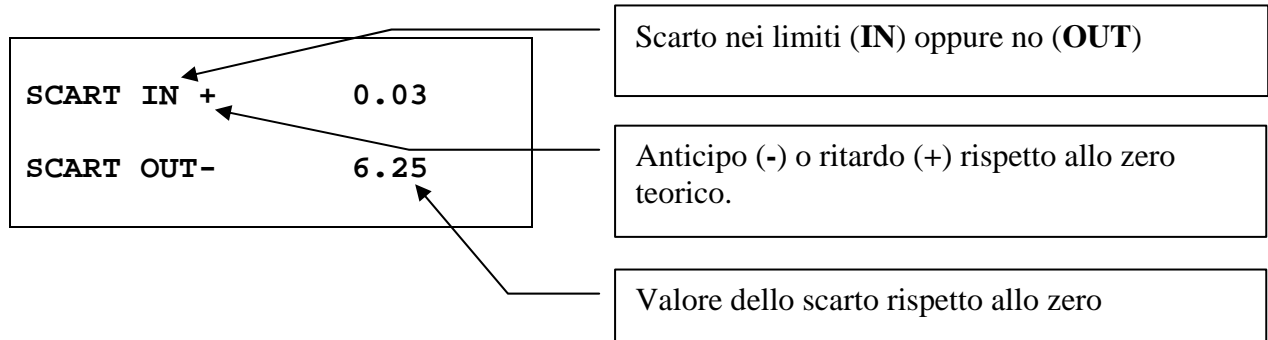 SCART IN + 0.03
SCART OUT- 6.25
Scarto nei limiti (IN) oppure no (OUT)
Anticipo (-) o ritardo (+) rispetto allo zero
teorico.
Valore dello scarto rispetto allo zero